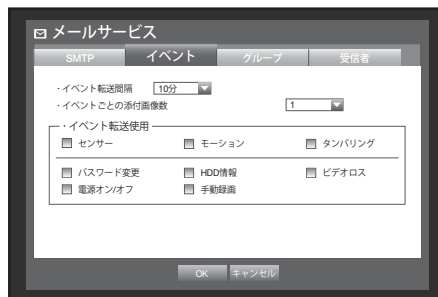 メールサービス
SMTP イベント グループ 受信者
・イベント転送間隔 10分
・イベントごとの添付画像数 1
・イベント転送使用
センサー モーション タンバリング
パスワード変更 HDD情報 ビデオロス
電源オン/オフ 手動録画
OK キャンセル